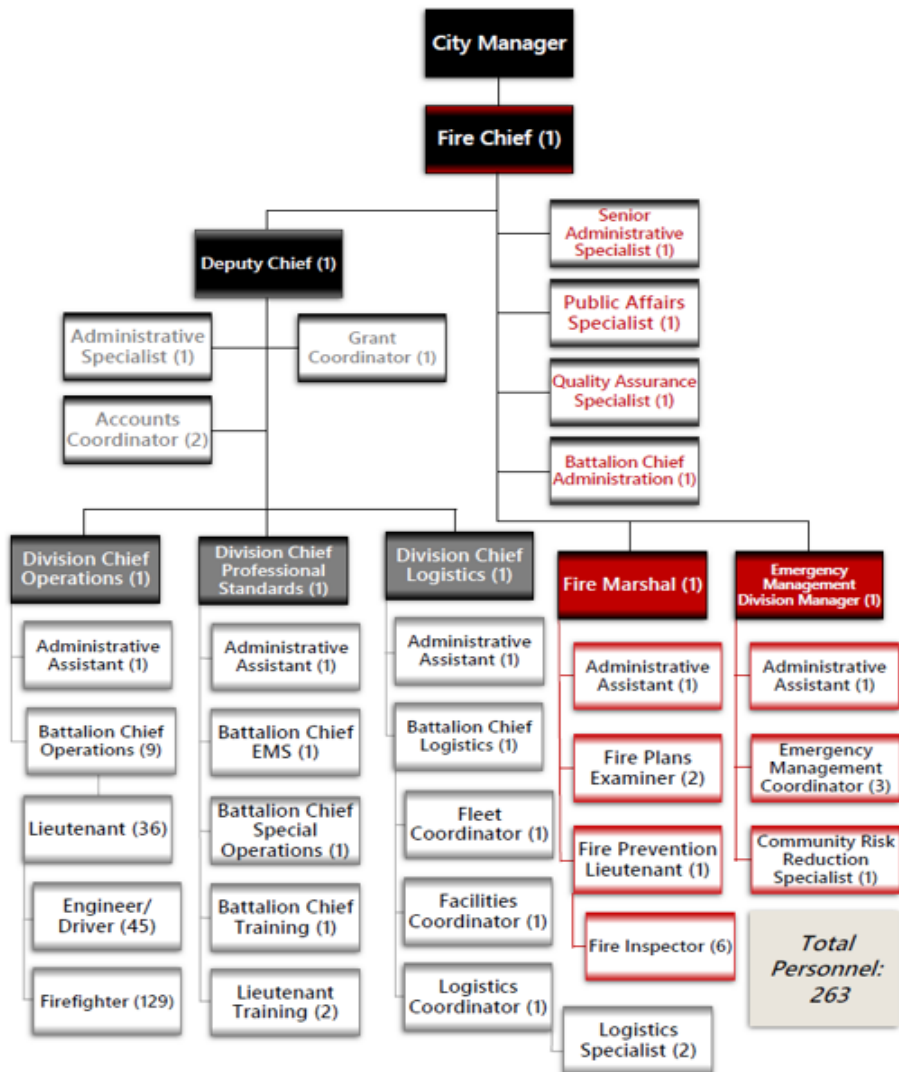 City Manager
Fire Chief (1)
Senior
Administrative
Specialist (1)
Public Affairs
Specialist (1)
Quality Assurance
Specialist (1)
Battalion Chief
Administration (1)
Deputy Chief (1)
Administrative
Specialist (1)
Grant
Coordinator (1)
Accounts
Coordinator (2)
Division Chief
Operations (1)
Administrative
Assistant (1)
Battalion Chief
Operations (9)
Lieutenant (36)
Engineer/
Driver (45)
Firefighter (129)
Division Chief
Professional
Standards (1)
Administrative
Assistant (1)
Battalion Chief
EMS (1)
Battalion Chief
Special
Operations (1)
Battalion Chief
Training (1)
Lieutenant
Training (2)
Division Chief
Logistics (1)
Administrative
Assistant (1)
Battalion Chief
Logistics (1)
Fleet
Coordinator (1)
Facilities
Coordinator (1)
Logistics
Coordinator (1)
Logistics
Specialist (2)
Fire Marshal (1)
Administrative
Assistant (1)
Fire Plans
Examiner (2)
Fire Prevention
Lieutenant (1)
Fire Inspector (6)
Emergency
Management
Division Manager (1)
Administrative
Assistant (1)
Emergency
Management
Coordinator (3)
Community Risk
Reduction
Specialist (1)
Total
Personnel:
263